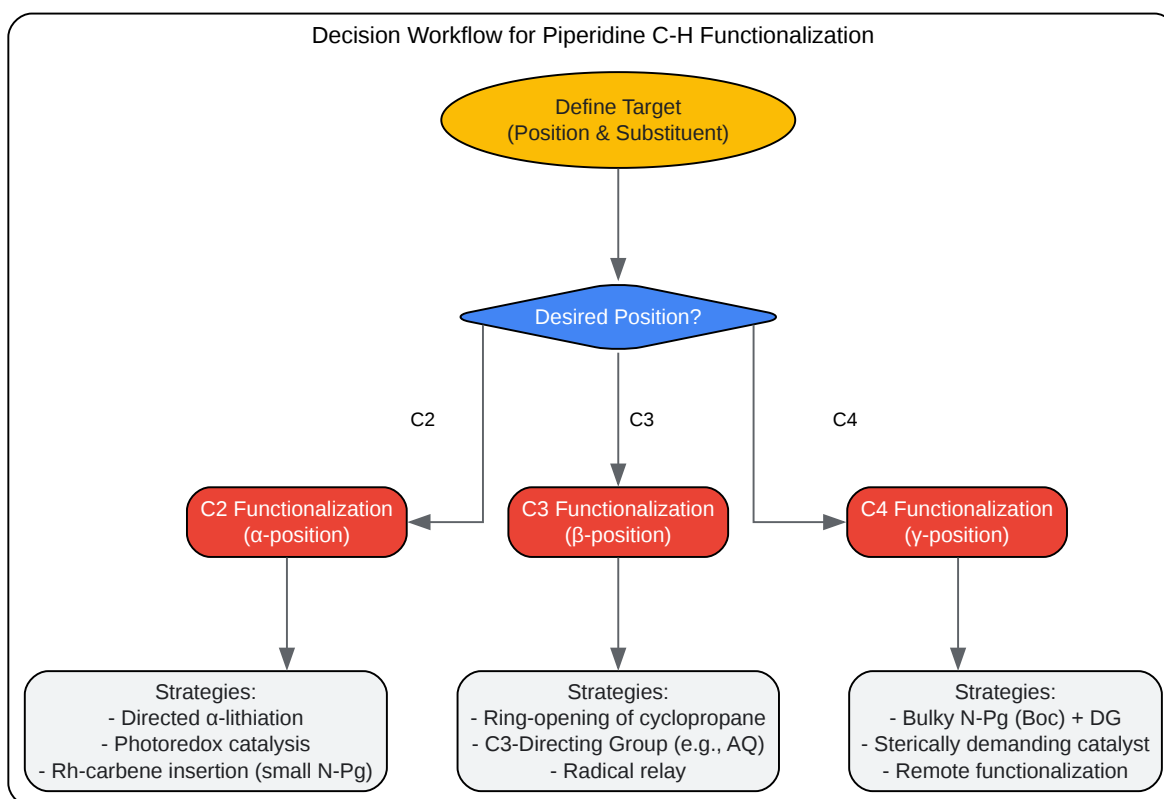 Decision Workflow for Piperidine C-H Functionalization
Define Target
(Position & Substituent)
Desired Position?
C2
C3
C4
C2 Functionalization
(α-position)
C3 Functionalization
(β-position)
C4 Functionalization
(γ-position)
Strategies:
- Directed α-lithiation
- Photoredox catalysis
- Rh-carbene insertion (small N-Pg)
Strategies:
- Ring-opening of cyclopropane
- C3-Directing Group (e.g., AQ)
- Radical relay
Strategies:
- Bulky N-Pg (Boc) + DG
- Sterically demanding catalyst
- Remote functionalization